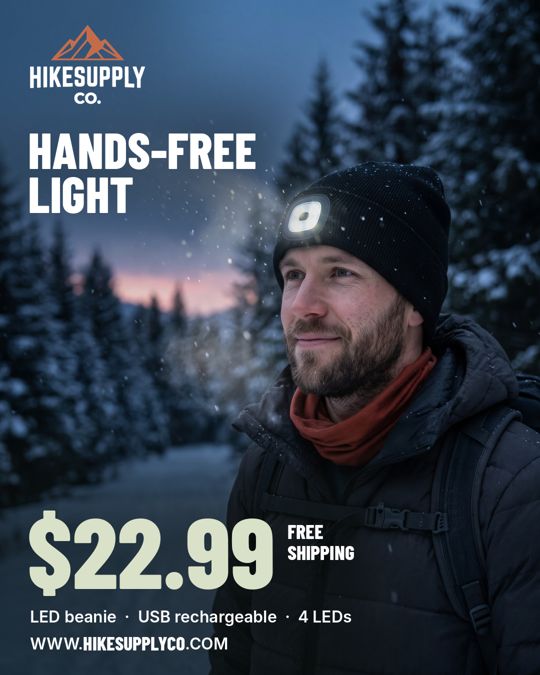 HIKESUPPLY
CO.
HANDS-FREE
LIGHT
$22.99
FREE
SHIPPING
LED beanie · USB rechargeable · 4 LEDs
WWW.HIKESUPPLYCO.COM